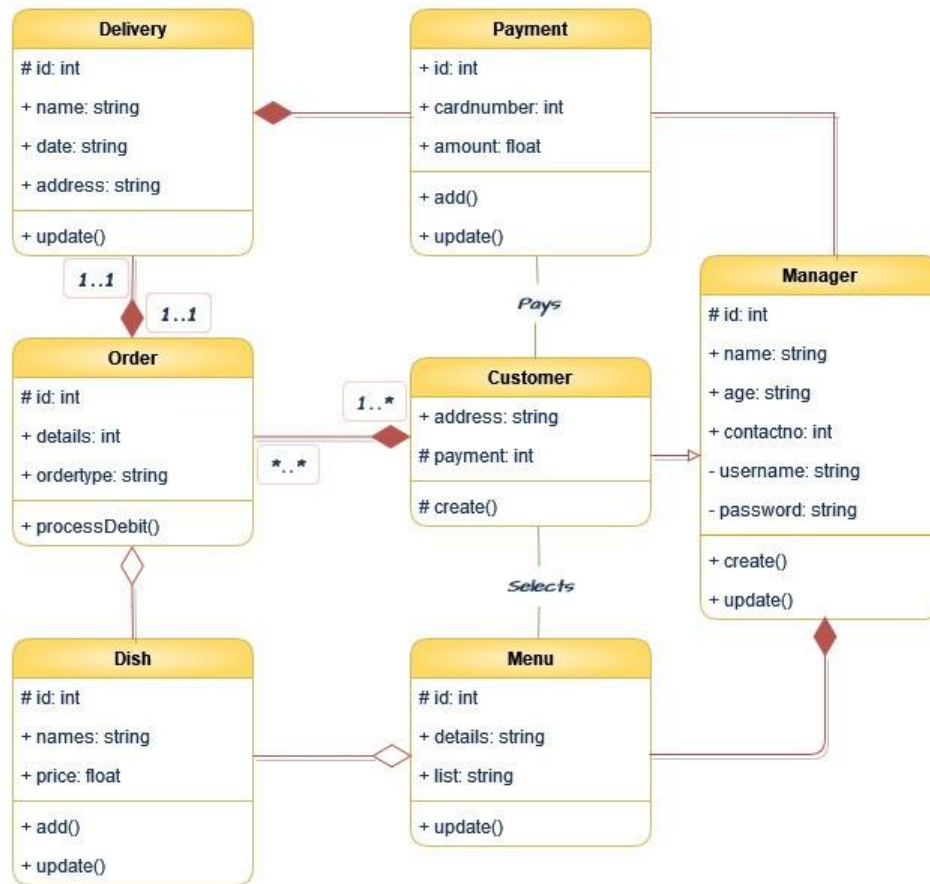 Delivery
# id: int
+ name: string
+ date: string
+ address: string
+ update()
Payment
+ id: int
+ cardnumber: int
+ amount: float
+ add()
+ update()
1..1
1..1
Pays
Manager
# id: int
+ name: string
+ age: string
+ contactno: int
- username: string
- password: string
+ create()
+ update()
Order
# id: int
+ details: int
+ ordertype: string
+ processDebit()
1..*
*..*
Customer
+ address: string
# payment: int
# create()
Selects
Dish
# id: int
+ names: string
+ price: float
+ add()
+ update()
Menu
# id: int
+ details: string
+ list: string
+ update()